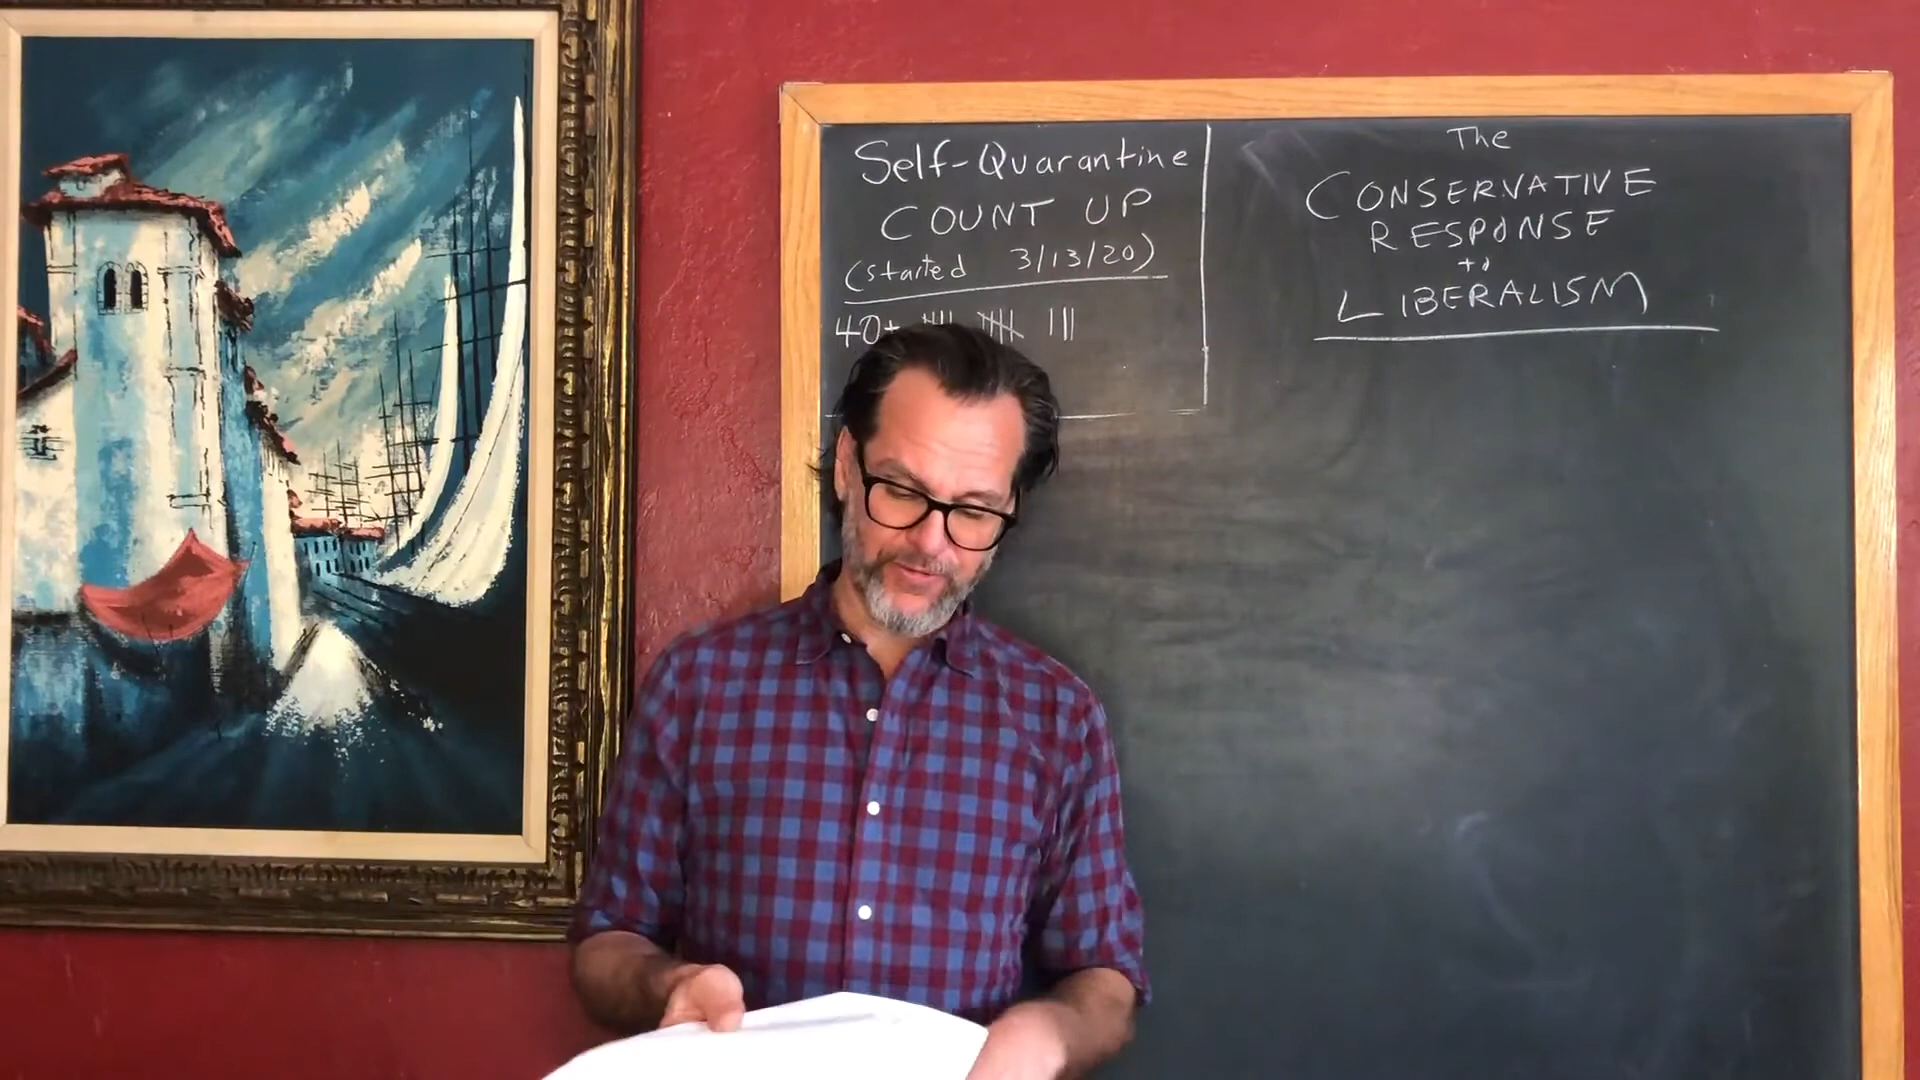 Self-Quarantine
COUNT UP
(started 3/13/20)
40+
The
CONSERVATIVE
RESPONSE
to
LIBERALISM